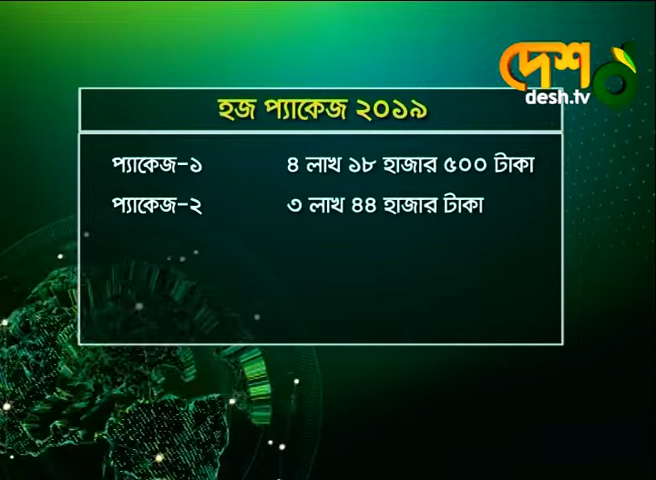 দেশ
desh.tv
হজ প্যাকেজ ২০১৯
প্যাকেজ-১ ৪ লাখ ১৮ হাজার ৫০০ টাকা
প্যাকেজ-২ ৩ লাখ ৪৪ হাজার টাকা